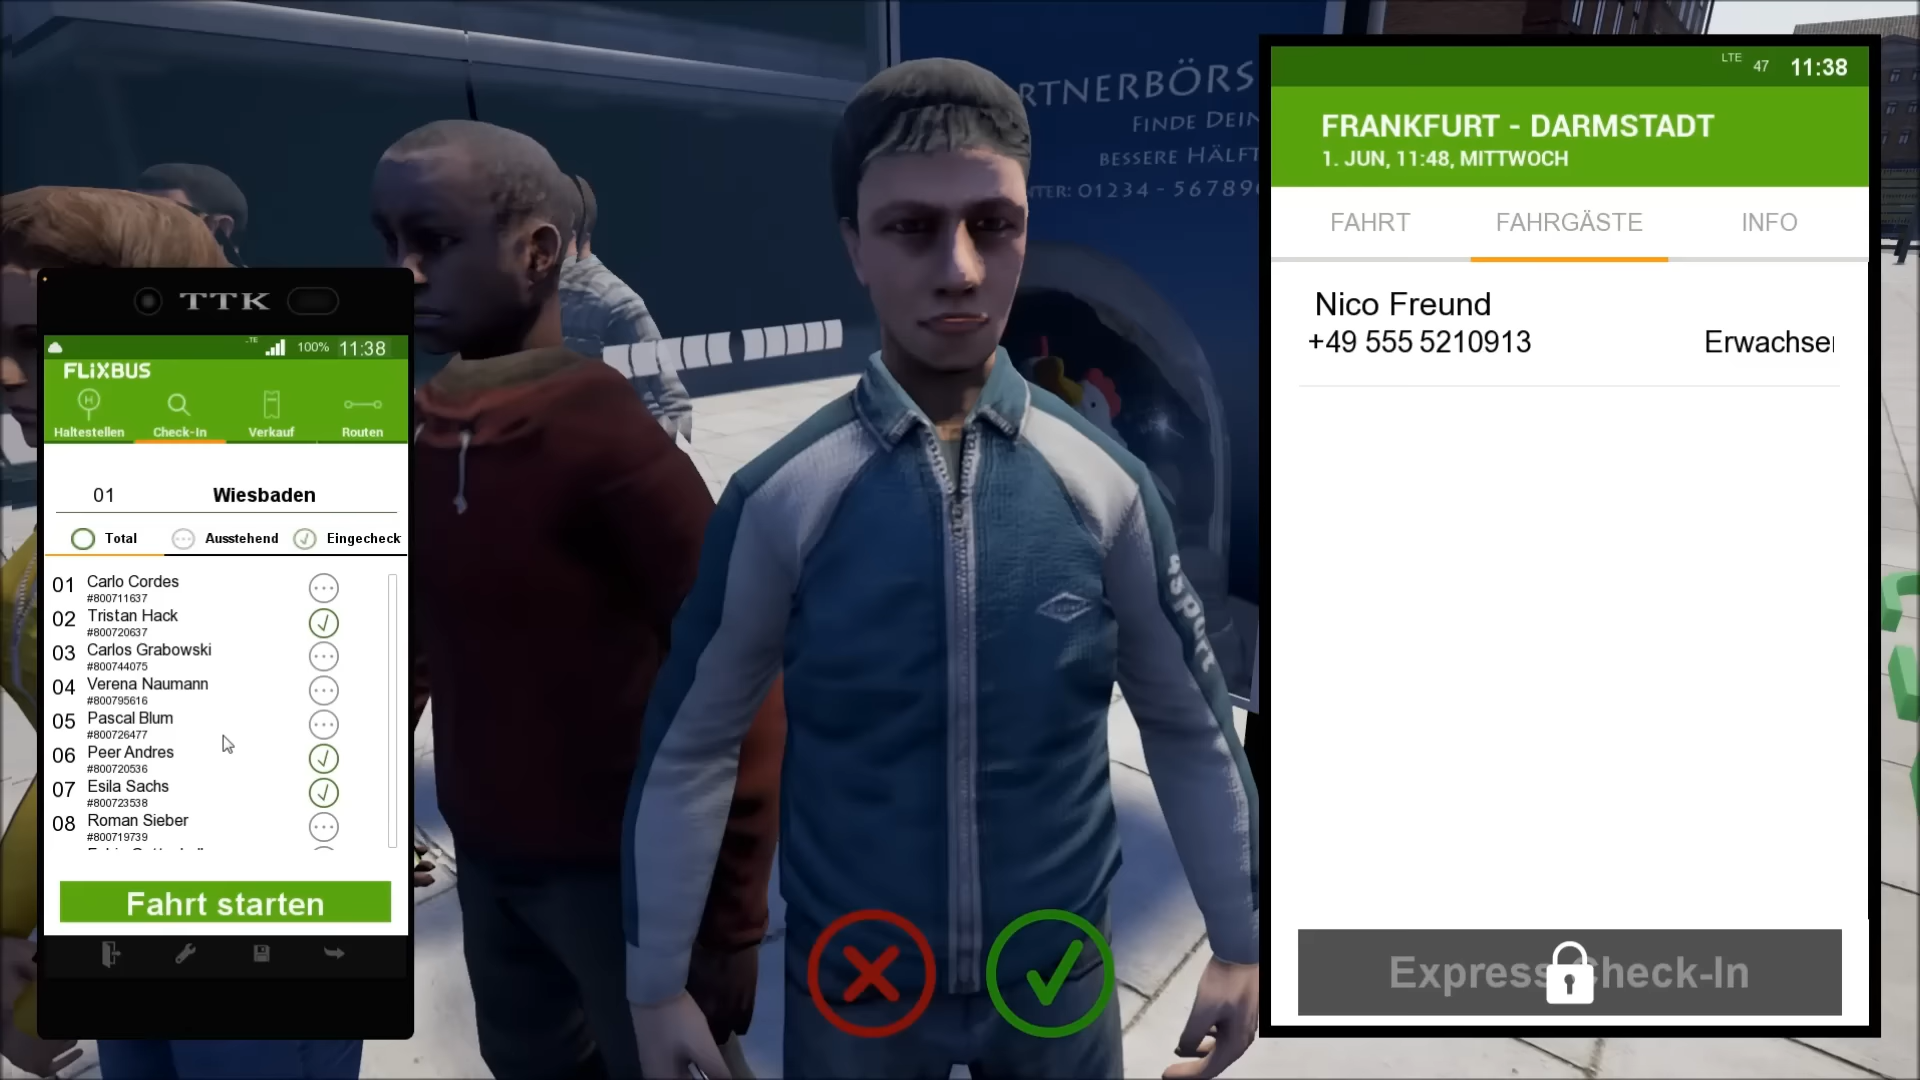 TTK
LTE 100% 11:38
FLiXBUS
Haltestellen Check-In Verkauf Routen
01 Wiesbaden
Total Ausstehend Eingecheck
01 Carlo Cordes
#800711637
02 Tristan Hack
#800720637
03 Carlos Grabowski
#800744075
04 Verena Naumann
#800795616
05 Pascal Blum
#800726477
06 Peer Andres
#800720536
07 Esila Sachs
#800723538
08 Roman Sieber
#800719739
Fahrt starten
RTNERBÖRS
FINDE DEIN
BESSERE HÄLFT
NTER: 01234 - 56789
SPORT
LTE 47 11:38
FRANKFURT - DARMSTADT
1. JUN, 11:48, MITTWOCH
FAHRT FAHRGÄSTE INFO
Nico Freund
+49 555 5210913 Erwachse
Express Check-In